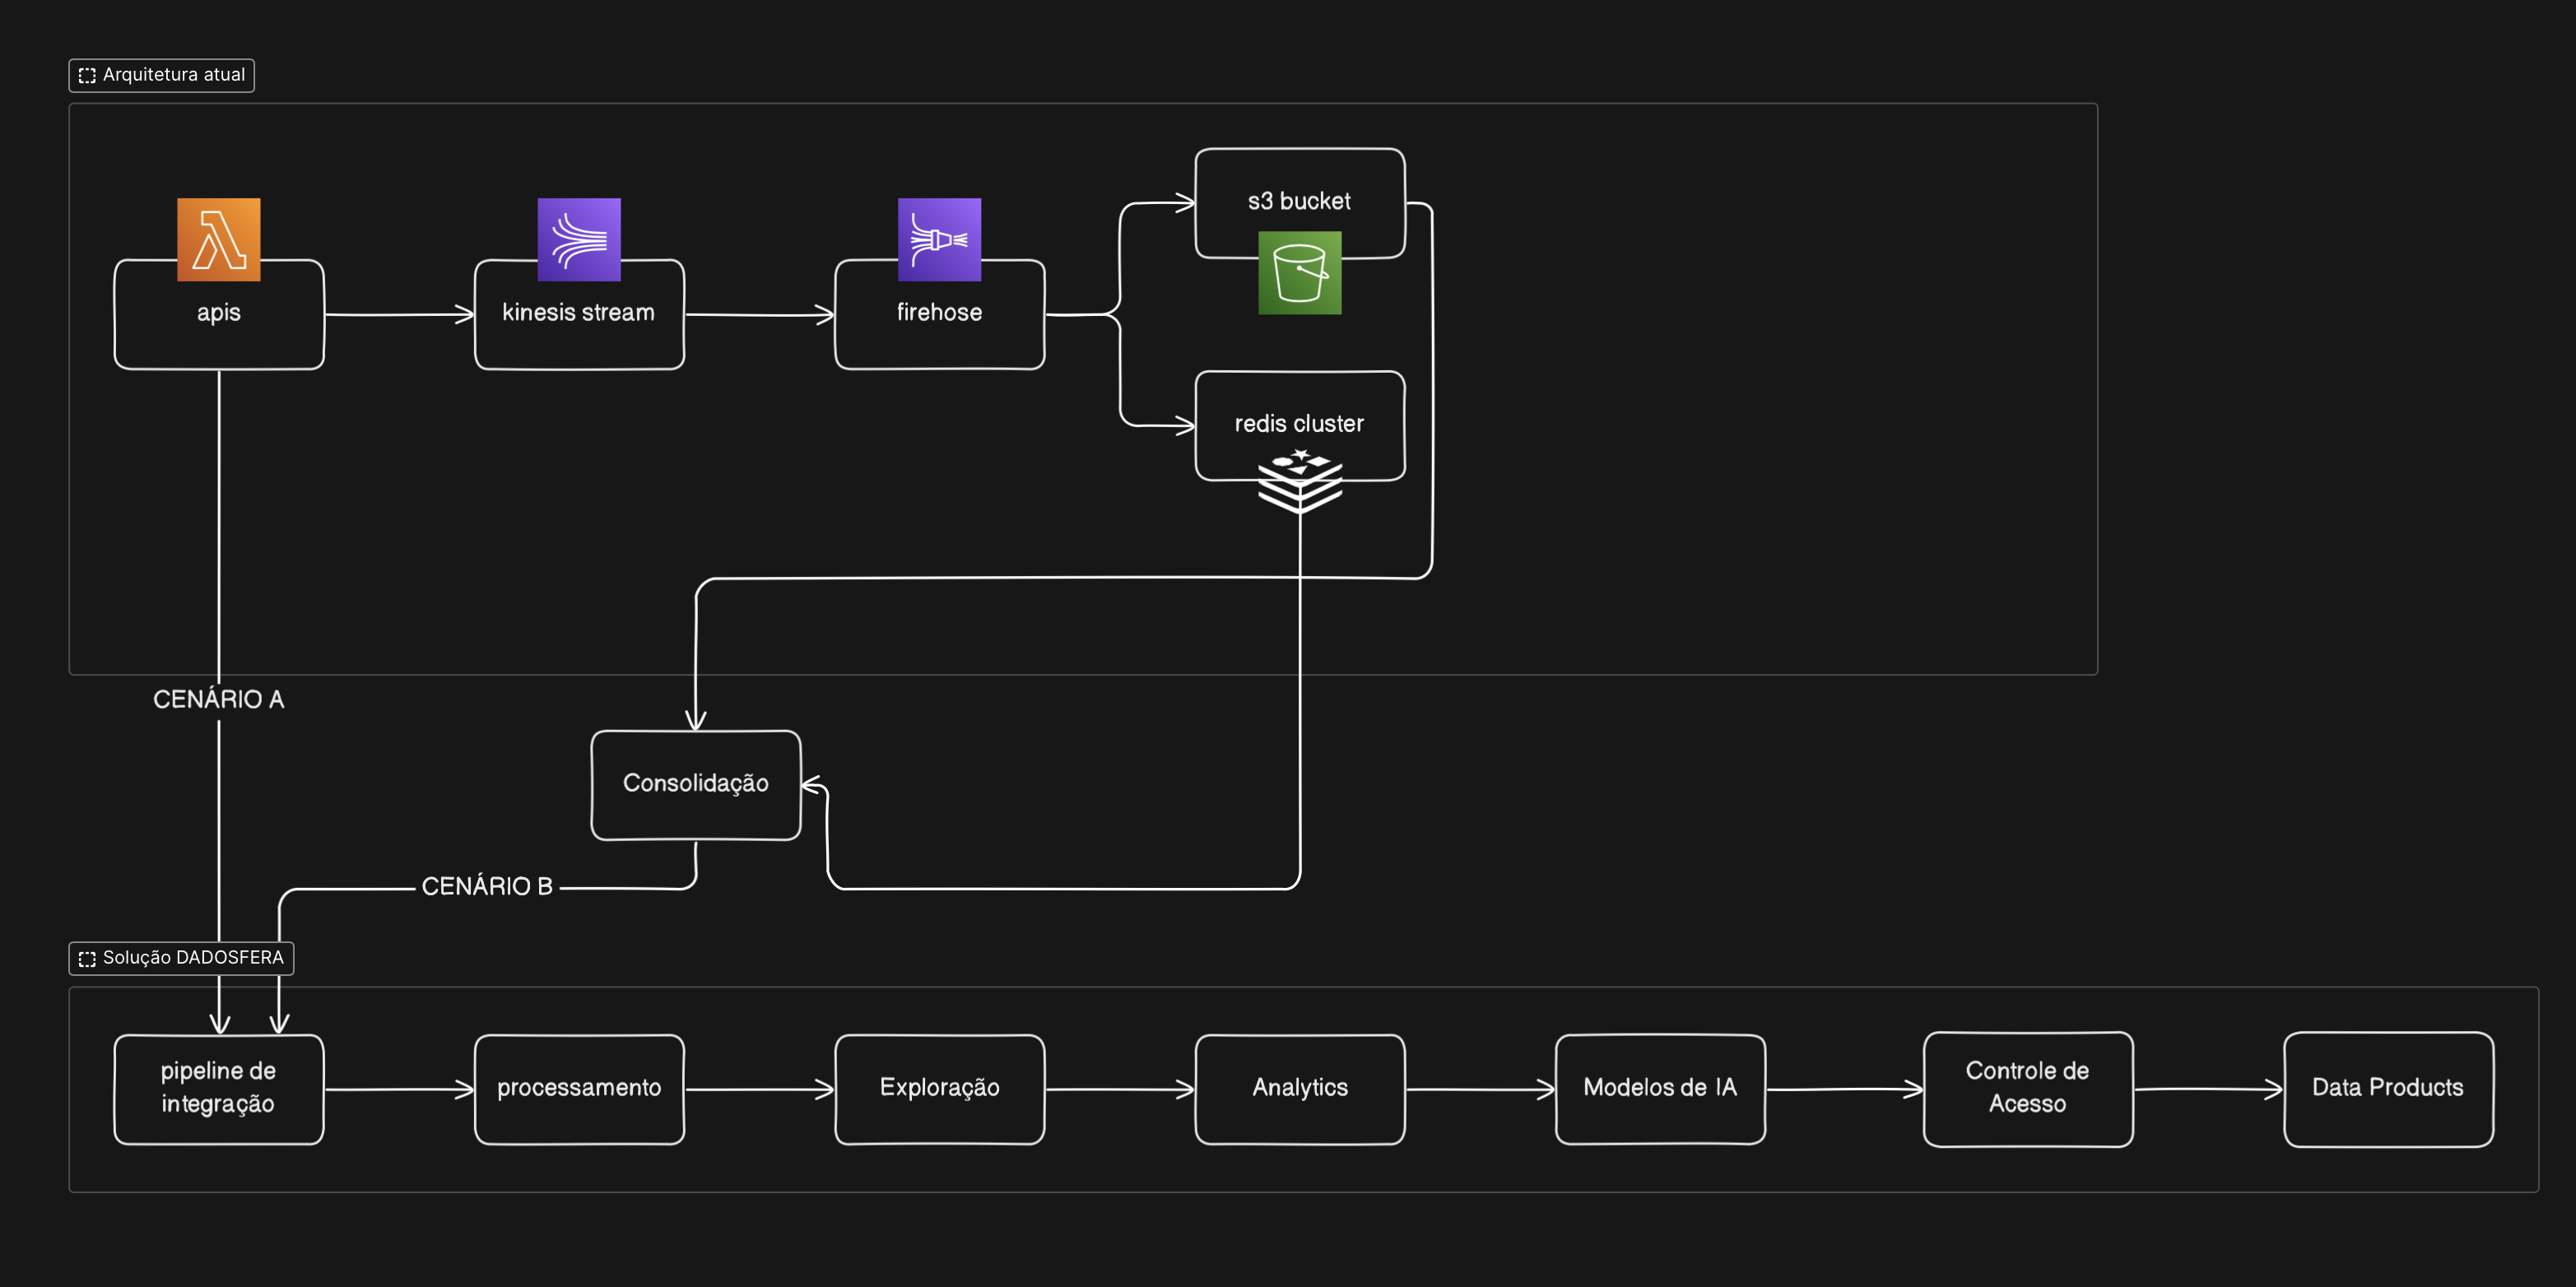 Arquitetura atual
s3 bucket
apis
kinesis stream
firehose
redis cluster
CENÁRIO A
Consolidação
CENÁRIO B
Solução DADOSFERA
pipeline de
integração
processamento
Exploração
Analytics
Modelos de IA
Controle de
Acesso
Data Products